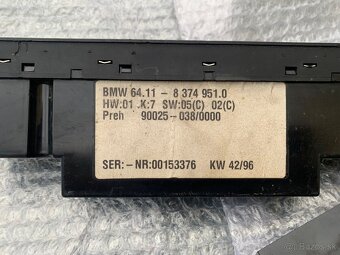 BMW 64.11 - 8 374 951.0
HW:01 .K:7 SW:05(C) 02(C)
Preh 90025-038/0000
SER:-NR:00153376 KW 42/96